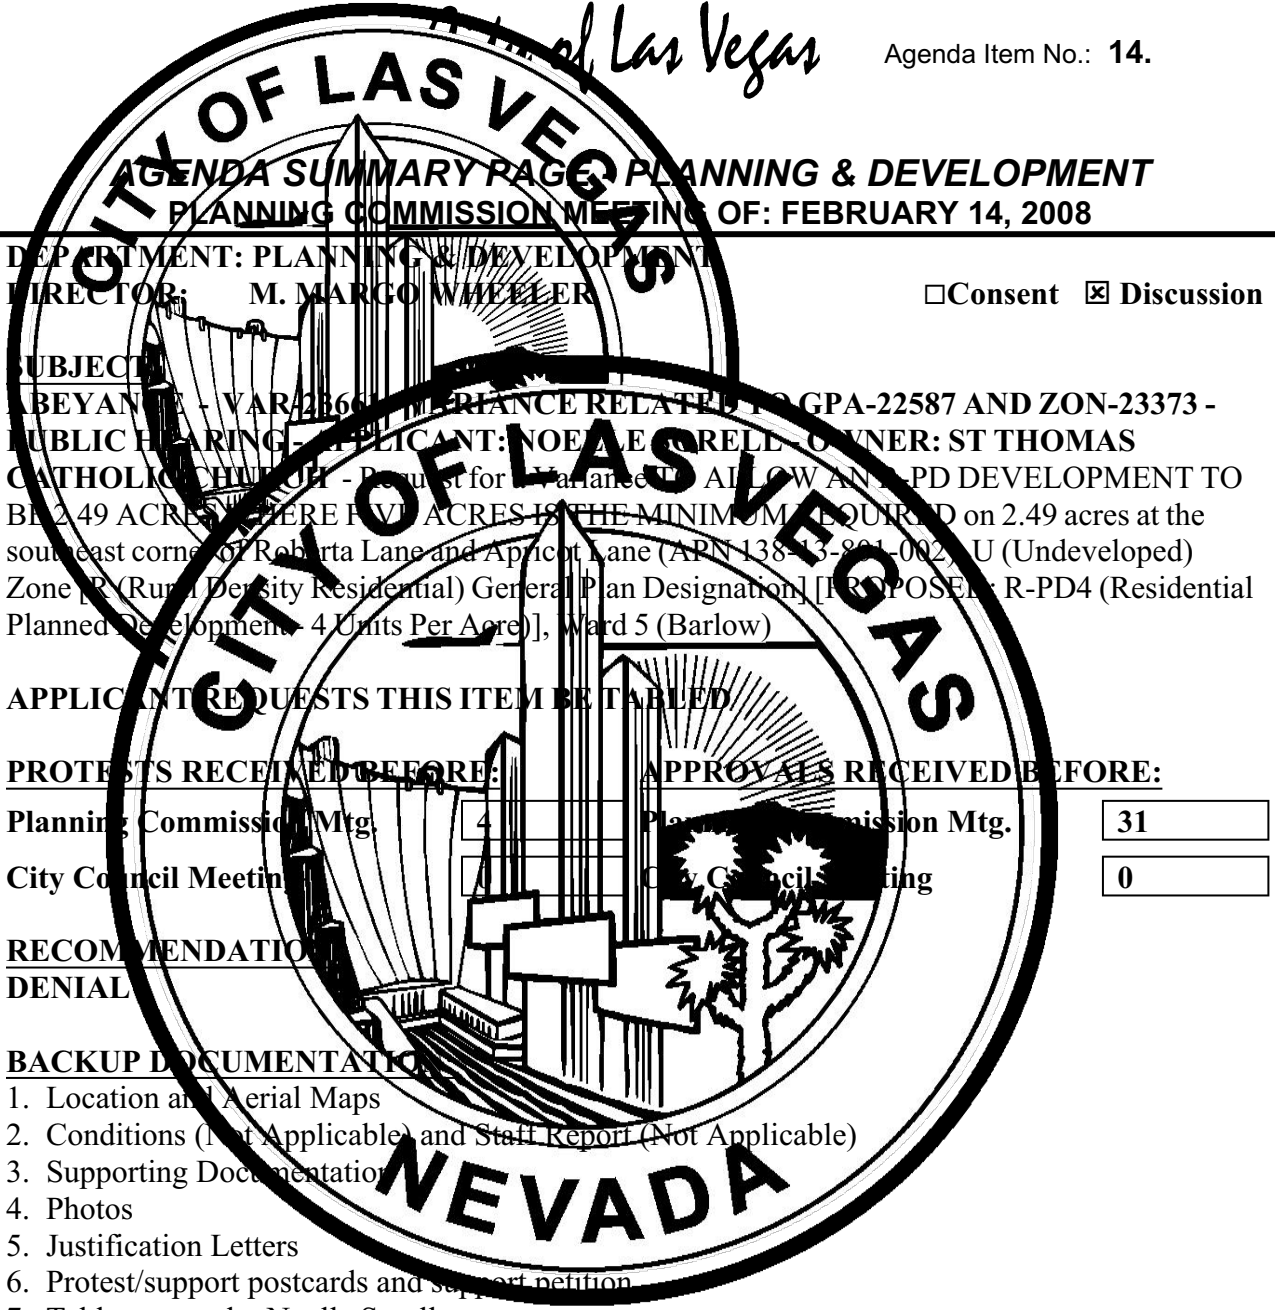 City of Las Vegas
Agenda Item No.: 14.
AGENDA SUMMARY PAGE - PLANNING & DEVELOPMENT
PLANNING COMMISSION MEETING OF: FEBRUARY 14, 2008
DEPARTMENT: PLANNING & DEVELOPMENT
DIRECTOR: M. MARGO WHEELER
☐Consent ☒ Discussion
SUBJECT:
ABEYANCE - VARIANCE RELATED TO GPA-22587 AND ZON-23373 -
PUBLIC HEARING - APPLICANT: NOELLE SORELL - OWNER: ST THOMAS
CATHOLIC CHURCH - Request for a Variance TO ALLOW AN R-PD DEVELOPMENT TO
BE 2.49 ACRES WHERE FIVE ACRES IS THE MINIMUM REQUIRED on 2.49 acres at the
southeast corner of Roberta Lane and Apricot Lane (APN 138-13-801-002), U (Undeveloped)
Zone [R (Rural Density Residential) General Plan Designation] [PROPOSED: R-PD4 (Residential
Planned Development - 4 Units Per Acre)], Ward 5 (Barlow)
APPLICANT REQUESTS THIS ITEM BE TABLED
PROTESTS RECEIVED BEFORE:
APPROVALS RECEIVED BEFORE:
Planning Commission Mtg. 4
Planning Commission Mtg. 31
City Council Meeting 0
City Council Meeting 0
RECOMMENDATION:
DENIAL
BACKUP DOCUMENTATION:
1. Location and Aerial Maps
2. Conditions (Not Applicable) and Staff Report (Not Applicable)
3. Supporting Documentation
4. Photos
5. Justification Letters
6. Protest/support postcards and support petition
CITY OF LAS VEGAS
CITY OF LAS VEGAS
NEVADA